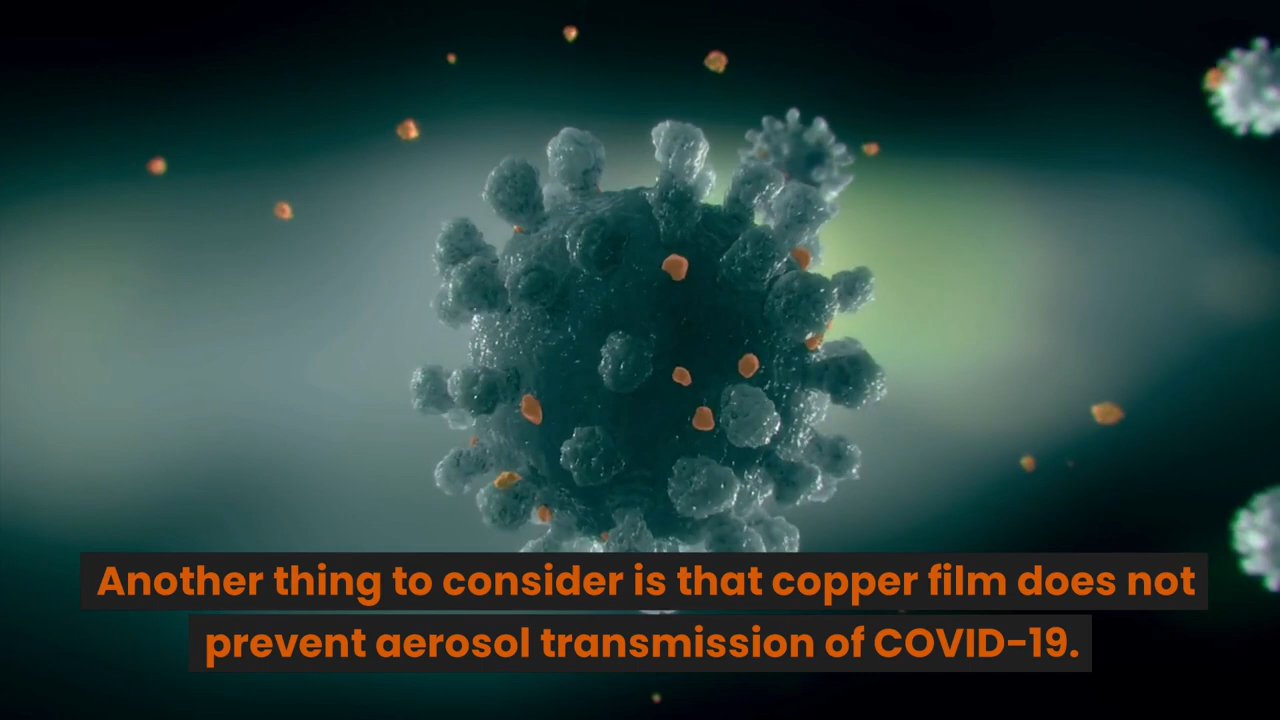 Another thing to consider is that copper film does not
prevent aerosol transmission of COVID-19.